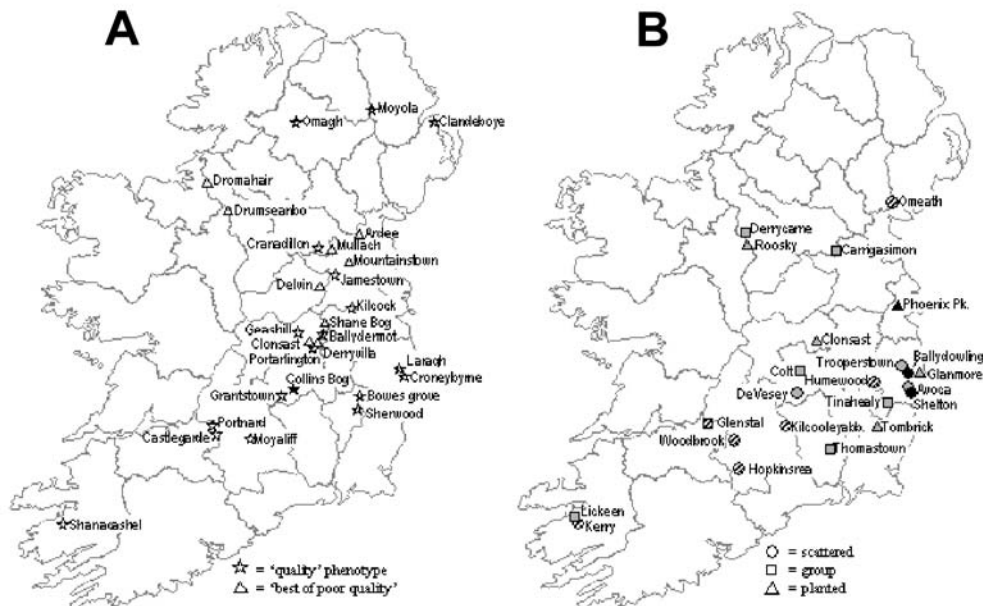 A
Omagh
Moyola
Clandeboye
Dromahair
Drumseanbo
Ardee
Cranadillon
Mullach
Mountainstown
Jamestown
Delvin
Kilcock
Geashill
Shane Bog
Ballydermot
Clonsast
Derryvilla
Portarlington
Laragh
Croneybyrne
Collins Bog
Grantstown
Bowes grove
Sherwood
Portnard
Castlegarde
Moyaliff
Shanacashel
= 'quality' phenotype
= 'best of poor quality'
B
Omeath
Derrycarne
Roosky
Carrigasimon
Phoenix Pk.
Clonsast
Trooperstown
Ballydowling
Glanmore
Coft
Humewood
Avoca
DeVesey
Tinahealy
Shelton
Glenstal
Kilcooleyabb.
Tombrick
Woodbrook
Thomastown
Hopkinsrea
Lickeen
Kerry
= scattered
= group
= planted